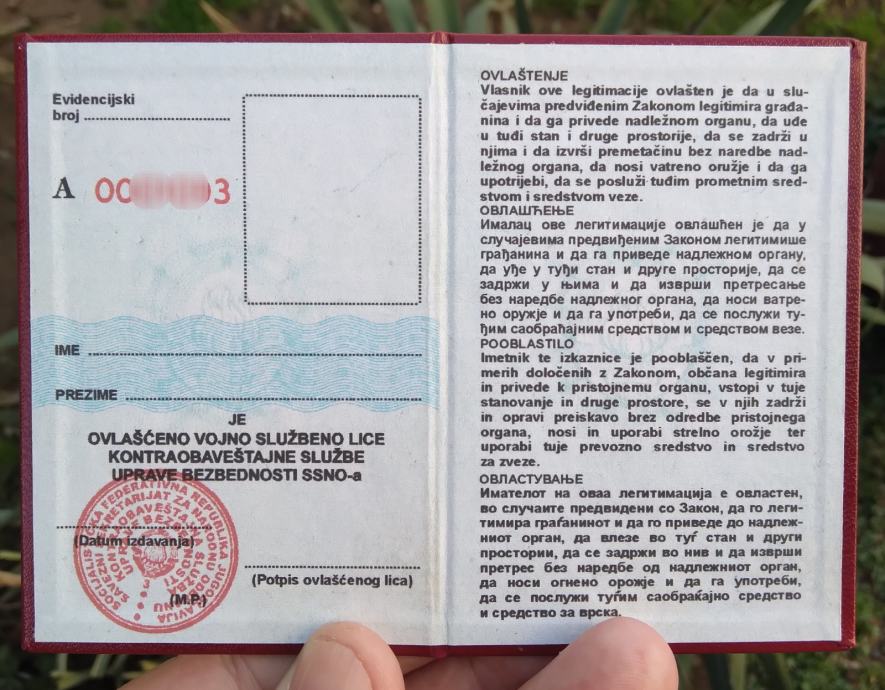 Evidencijski
broj
A 00 3
IME
PREZIME
JE
OVLAŠĆENO VOJNO SLUŽBENO LICE
KONTRAOBAVEŠTAJNE SLUŽBE
UPRAVE BEZBEDNOSTI SSNO-a
(Datum izdavanja)
(Potpis ovlašćenog lica)
(M.P.)
OVLAŠTENJE
Vlasnik ove legitimacije ovlašten je da u slu-
čajevima predviđenim Zakonom legitimira građa-
nina i da ga privede nadležnom organu, da uđe
u tuđi stan i druge prostorije, da se zadrži u
njima i da izvrši premetačinu bez naredbe nad-
ležnog organa, da nosi vatreno oružje i da ga
upotrijebi, da se posluži tuđim prometnim sred-
stvom i sredstvom veze.
ОВЛАШЋЕЊЕ
Ималац ове легитимације овлашћен је да у
случајевима предвиђеним Законом легитимише
грађанина и да га приведе надлежном органу,
да уђе у туђи стан и друге просторије, да се
задржи у њима и да изврши претресање
без наредбе надлежног органа, да носи ватре-
но оружје и да га употреби, да се послужи ту-
ђим саобраћајним средством и средством везе.
POOBLASTILO
Imetnik te izkaznice je pooblaščen, da v pri-
merih določenih z Zakonom, občana legitimira
in privede k pristojnemu organu, vstopi v tuje
stanovanje in druge prostore, se v njih zadrži
in opravi preiskavo brez odredbe pristojnega
organa, nosi in uporabi strelno orožje ter
uporabi tuje prevozno sredstvo in sredstvo
za zveze.
ОВЛАСТУВАЊЕ
Имателот на оваа легитимација е овластен,
во случаите предвидени со Закон, да го леги-
тимира граѓанинот и да го приведе до надлеж-
ниот орган, да влезе во туѓ стан и други
простории, да се задржи во нив и да изврши
претрес без наредба од надлежниот орган,
да носи огнено орожје и да га употреби,
да се послужи туѓим саобраќајно средство
и средство за врска.